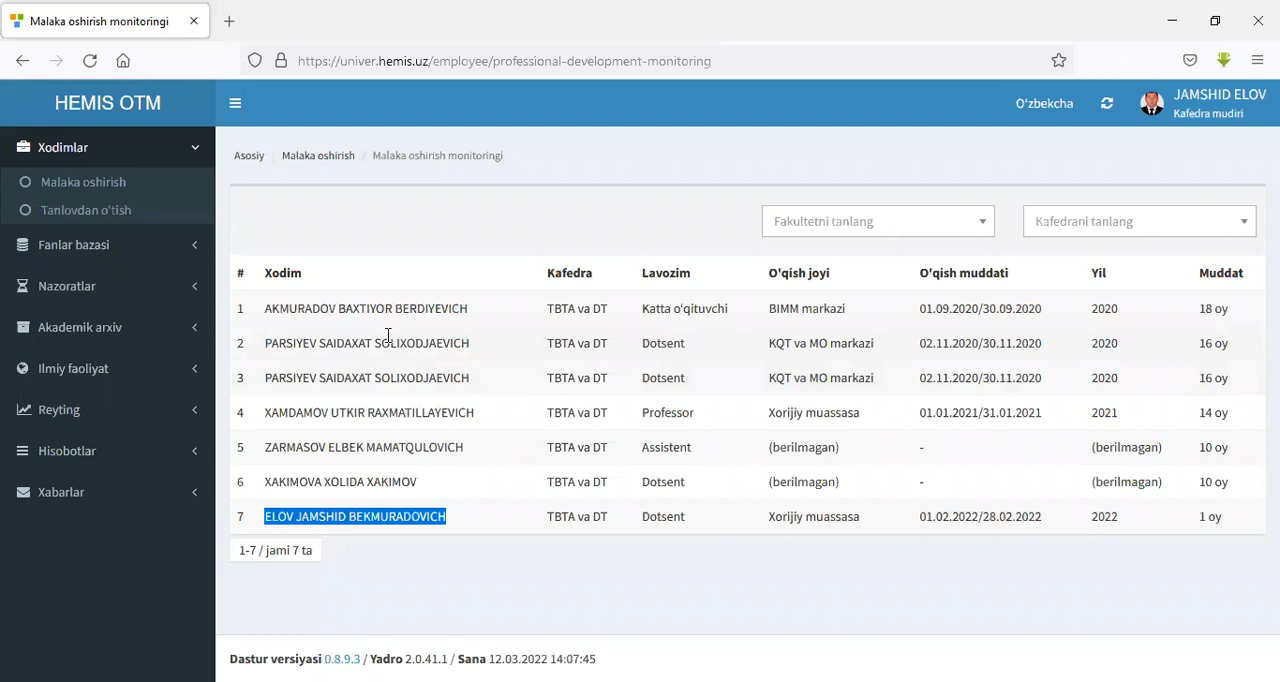 Malaka oshirish monitoringi
https://univer.hemis.uz/employee/professional-development-monitoring
HEMIS OTM
O'zbekcha
JAMSHID ELOV
Kafedra mudiri
Xodimlar
Malaka oshirish
Tanlovdan o'tish
Fanlar bazasi
Nazoratlar
Akademik arxiv
Ilmiy faoliyat
Reyting
Hisobotlar
Xabarlar
Asosiy / Malaka oshirish / Malaka oshirish monitoringi
Fakultetni tanlang Kafedrani tanlang
# Xodim Kafedra Lavozim O'qish joyi O'qish muddati Yil Muddat
1 AKMURADOV BAXTIYOR BERDIYEVICH TBTA va DT Katta o'qituvchi BIMM markazi 01.09.2020/30.09.2020 2020 18 oy
2 PARSIYEV SAIDAXAT SOLIXODJAEVICH TBTA va DT Dotsent KQT va MO markazi 02.11.2020/30.11.2020 2020 16 oy
3 PARSIYEV SAIDAXAT SOLIXODJAEVICH TBTA va DT Dotsent KQT va MO markazi 02.11.2020/30.11.2020 2020 16 oy
4 XAMDAMOV UTKIR RAXMATILLAYEVICH TBTA va DT Professor Xorijiy muassasa 01.01.2021/31.01.2021 2021 14 oy
5 ZARMASOV ELBEK MAMATQULOVICH TBTA va DT Assistent (berilmagan) - (berilmagan) 10 oy
6 XAKIMOVA XOLIDA XAKIMOV TBTA va DT Dotsent (berilmagan) - (berilmagan) 10 oy
7 ELOV JAMSHID BEKMURADOVICH TBTA va DT Dotsent Xorijiy muassasa 01.02.2022/28.02.2022 2022 1 oy
1-7 / jami 7 ta
Dastur versiyasi 0.8.9.3 / Yadro 2.0.41.1 / Sana 12.03.2022 14:07:45